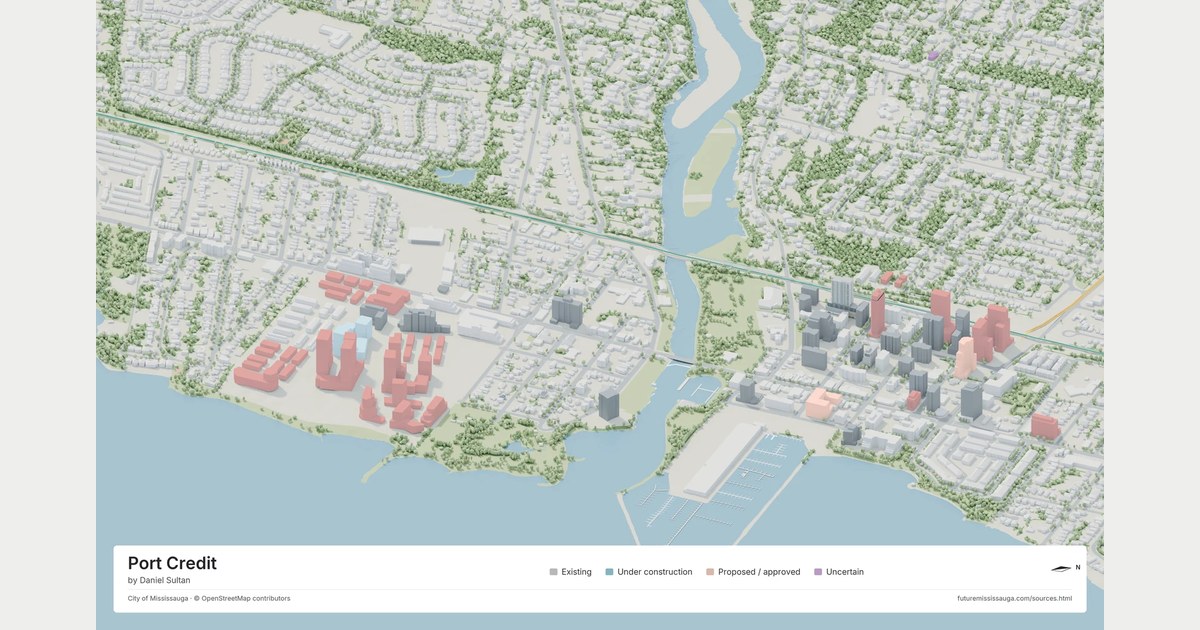 Port Credit
by Daniel Sultan
Existing
Under construction
Proposed / approved
Uncertain
N
City of Mississauga · © OpenStreetMap contributors
futuremississauga.com/sources.html